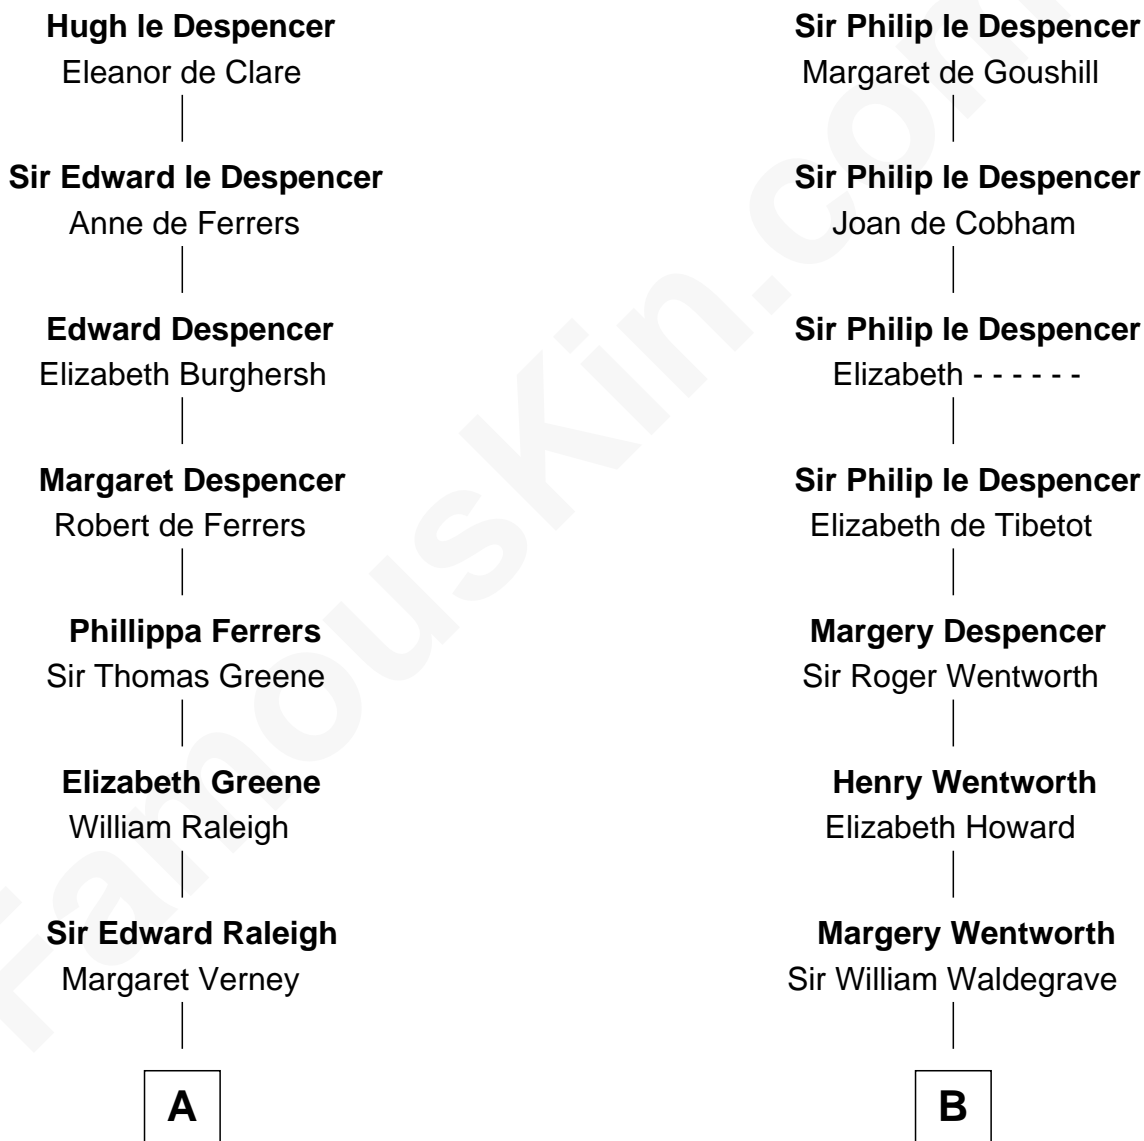 Hugh le Despencer
Eleanor de Clare
Sir Edward le Despencer
Anne de Ferrers
Edward Despencer
Elizabeth Burghersh
Margaret Despencer
Robert de Ferrers
Phillippa Ferrers
Sir Thomas Greene
Elizabeth Greene
William Raleigh
Sir Edward Raleigh
Margaret Verney
A
Sir Philip le Despencer
Margaret de Goushill
Sir Philip le Despencer
Joan de Cobham
Sir Philip le Despencer
Elizabeth - - - - - -
Sir Philip le Despencer
Elizabeth de Tibetot
Margery Despencer
Sir Roger Wentworth
Henry Wentworth
Elizabeth Howard
Margery Wentworth
Sir William Waldegrave
B
FamousKin.com